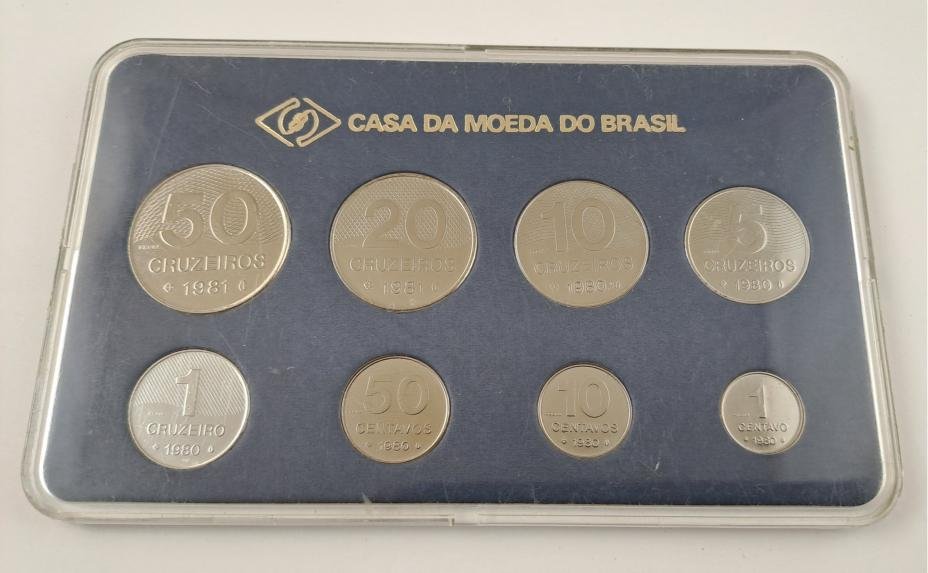 CASA DA MOEDA DO BRASIL
50
CRUZEIROS
1981
20
CRUZEIROS
1981
10
CRUZEIROS
1980
5
CRUZEIROS
1980
1
CRUZEIRO
1980
50
CENTAVOS
1980
10
CENTAVOS
1980
1
CENTAVO
1980